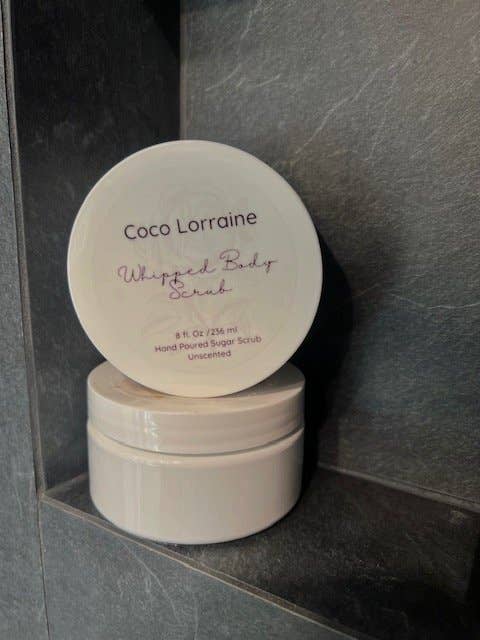 Coco Lorraine
Whipped Body
Scrub
8 fl. Oz /236 ml
Hand Poured Sugar Scrub
Unscented